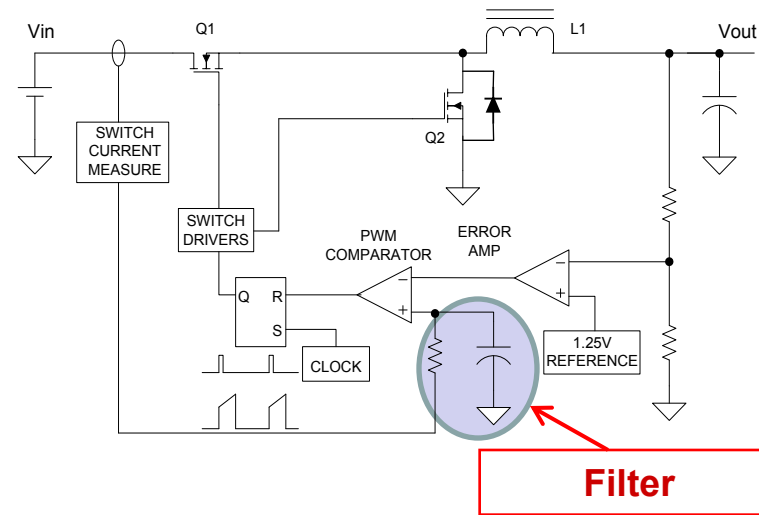 Vin
Q1
L1
Vout
SWITCH
CURRENT
MEASURE
Q2
SWITCH
DRIVERS
PWM
COMPARATOR
ERROR
AMP
Q R
S
CLOCK
1.25V
REFERENCE
Filter